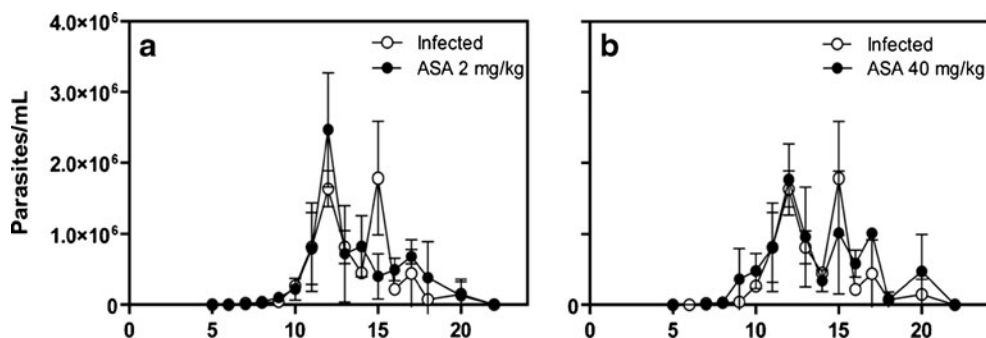 4.0×10⁶
a
Infected
ASA 2 mg/kg
3.0×10⁶
2.0×10⁶
1.0×10⁶
0
Parasites/mL
0 5 10 15 20
b
Infected
ASA 40 mg/kg
0 5 10 15 20